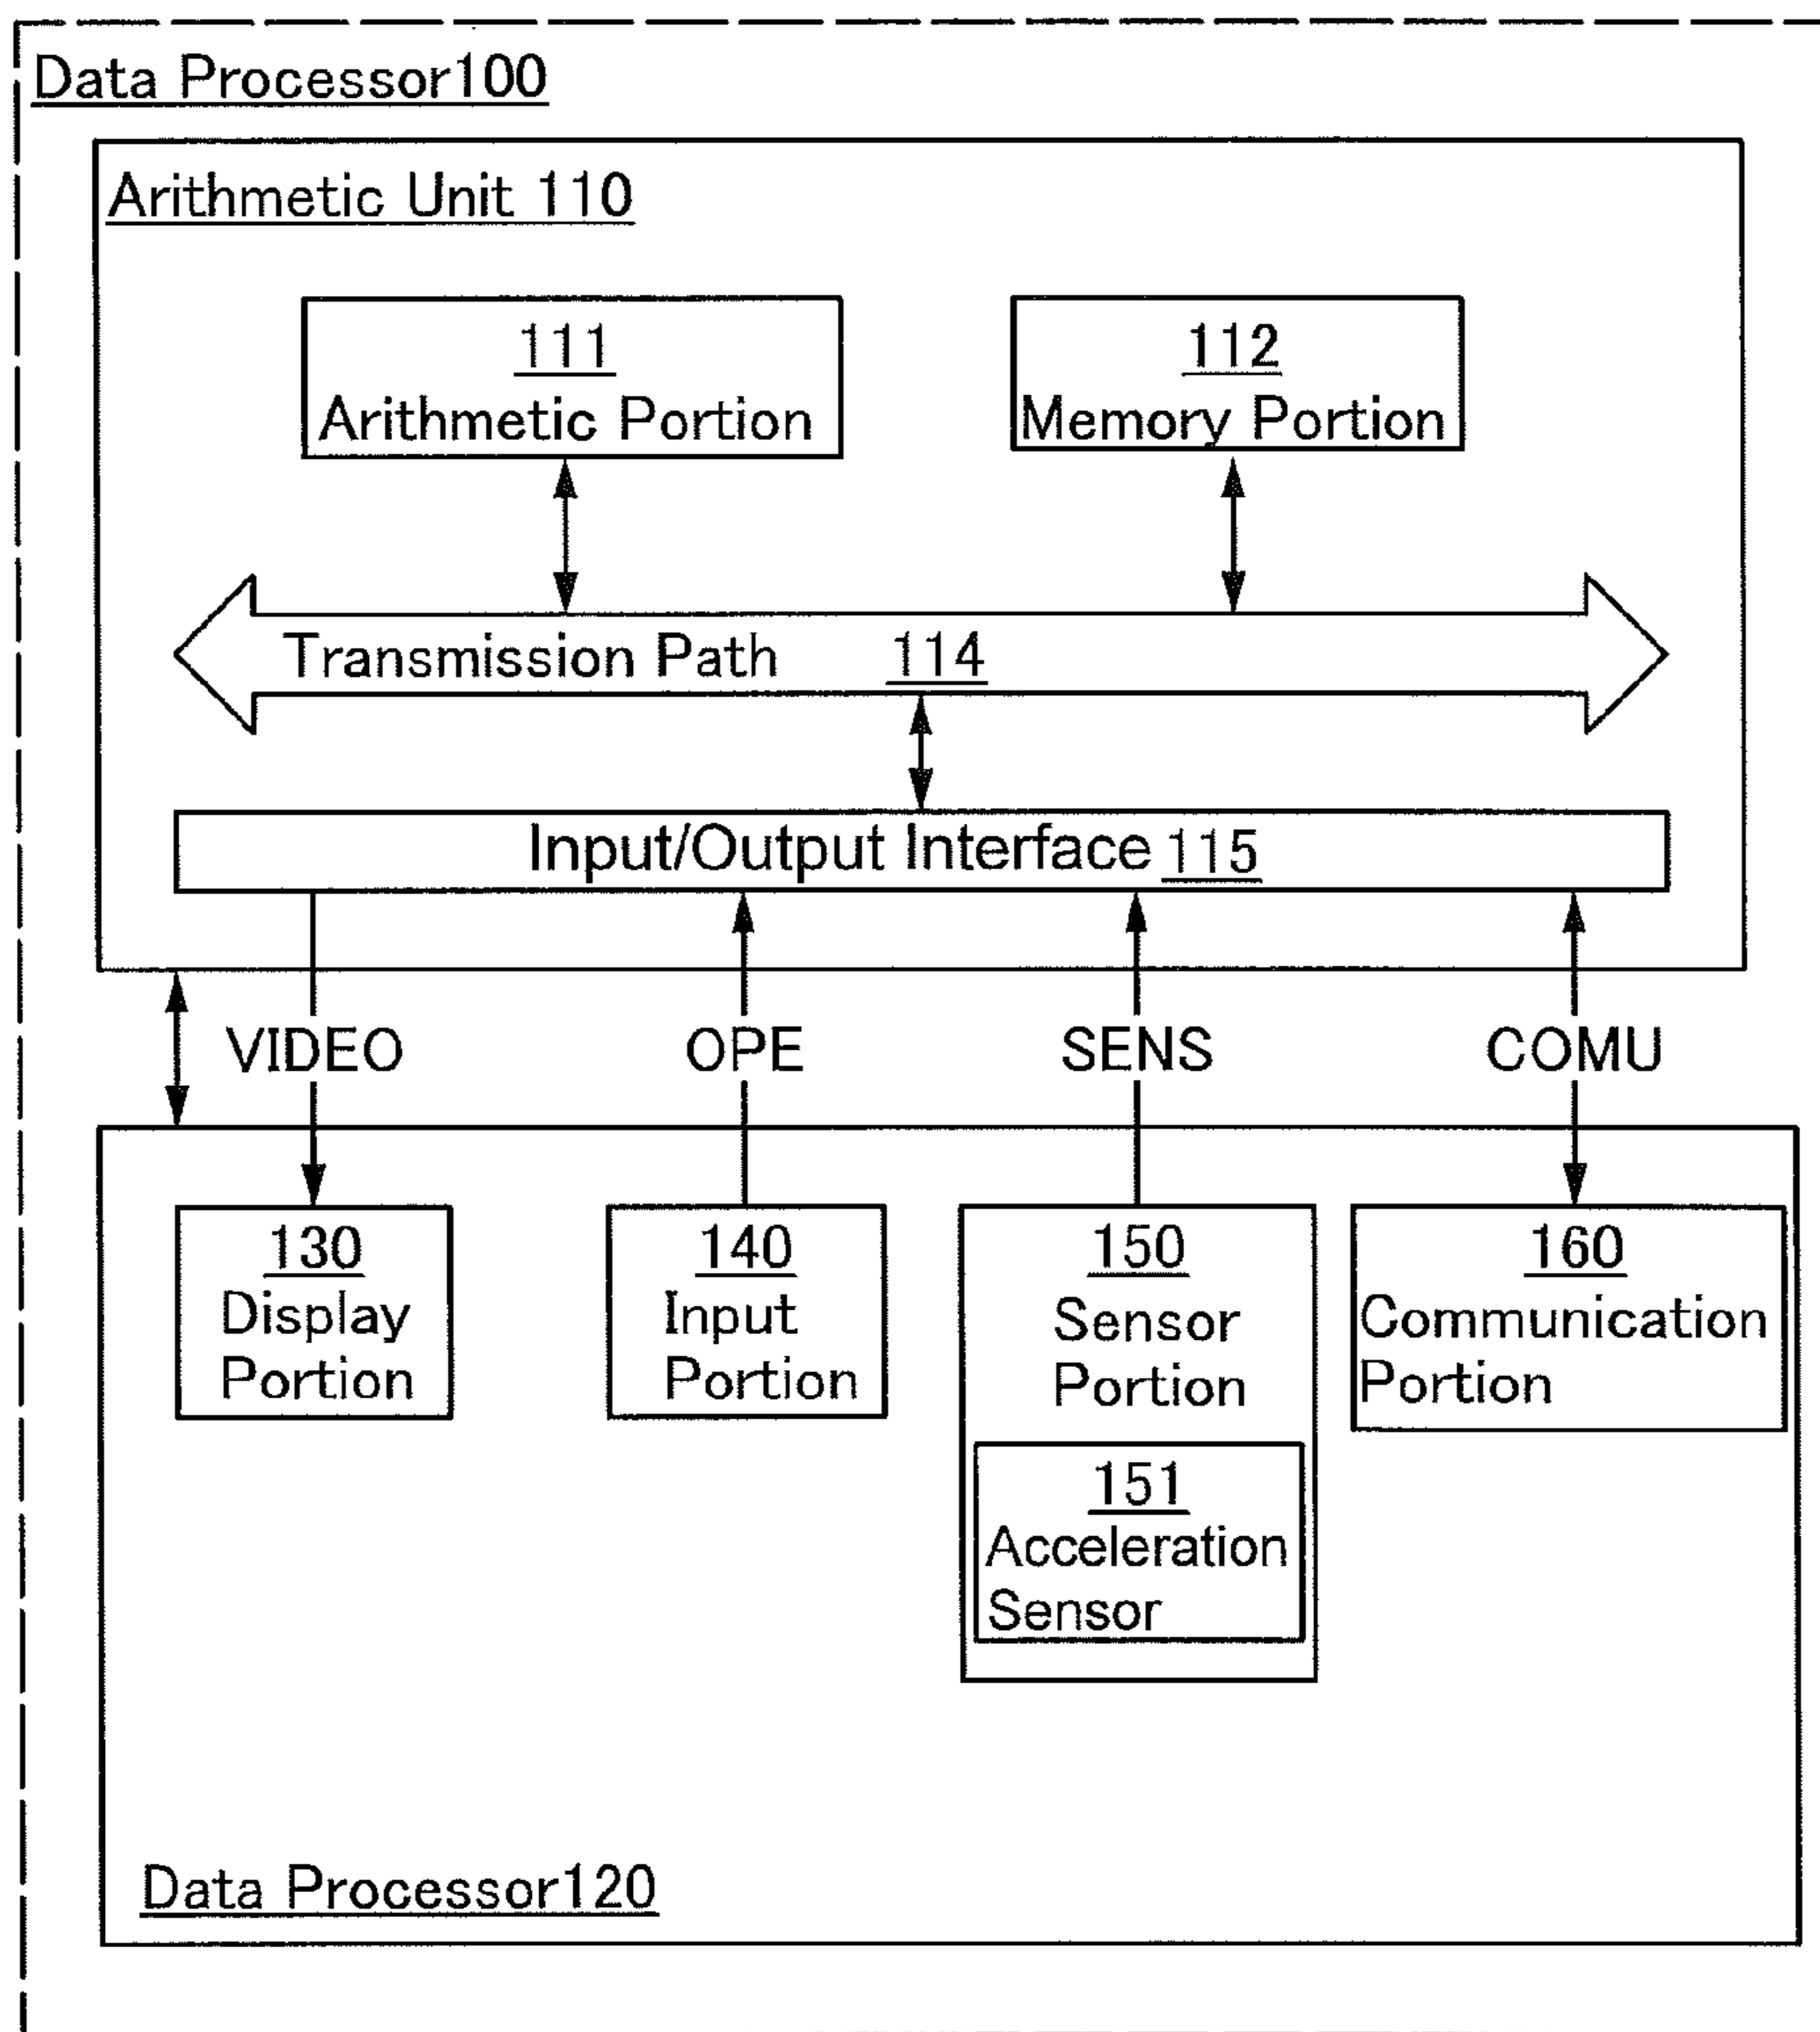 Data Processor100
Arithmetic Unit 110
111
Arithmetic Portion
112
Memory Portion
Transmission Path 114
Input/Output Interface 115
VIDEO
OPE
SENS
COMU
130
Display
Portion
140
Input
Portion
150
Sensor
Portion
151
Acceleration
Sensor
160
Communication
Portion
Data Processor120